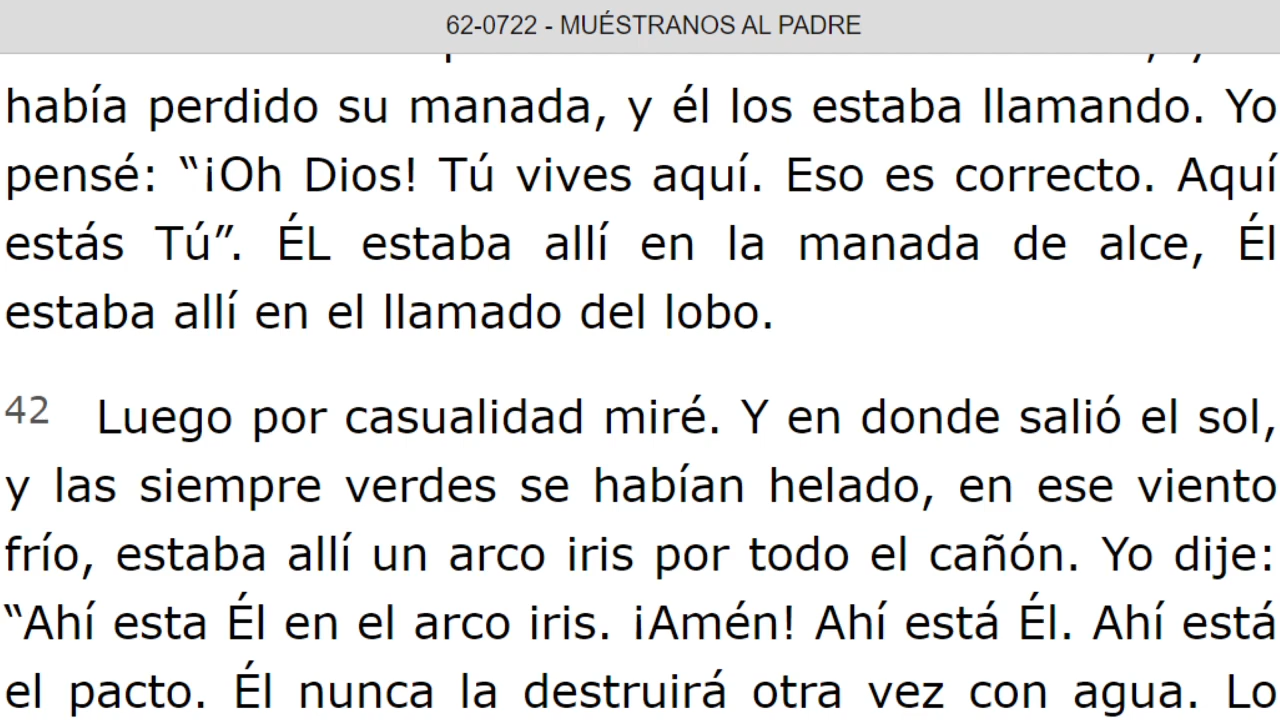 62-0722 - MUÉSTRANOS AL PADRE
había perdido su manada, y él los estaba llamando. Yo
pensé: “¡Oh Dios! Tú vives aquí. Eso es correcto. Aquí
estás Tú”. ÉL estaba allí en la manada de alce, Él
estaba allí en el llamado del lobo.
42 Luego por casualidad miré. Y en donde salió el sol,
y las siempre verdes se habían helado, en ese viento
frío, estaba allí un arco iris por todo el cañón. Yo dije:
“Ahí esta Él en el arco iris. ¡Amén! Ahí está Él. Ahí está
el pacto. Él nunca la destruirá otra vez con agua. Lo